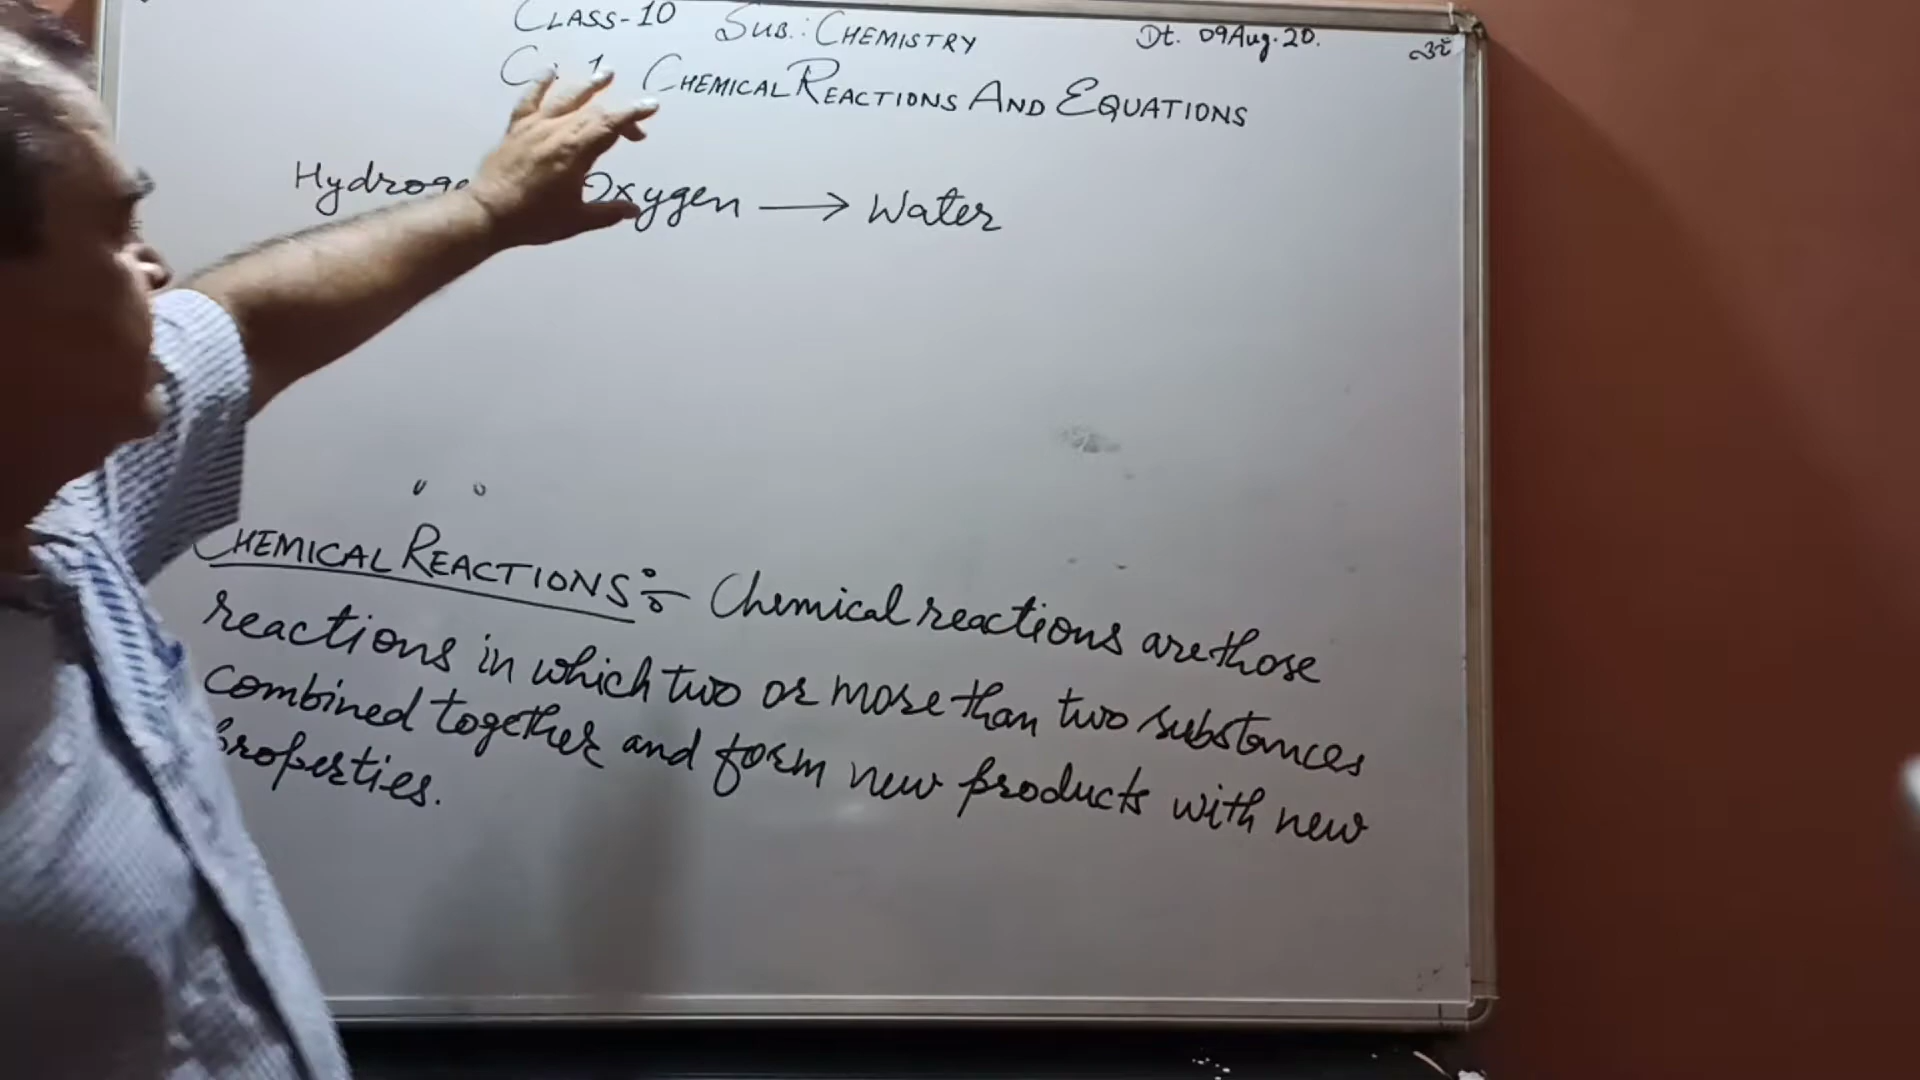 CLASS-10 SUB.: CHEMISTRY Dt. 09Aug.20.
CHEMICAL REACTIONS AND EQUATIONS
Oxygen → Water
CHEMICAL REACTIONS:- Chemical reactions are those
reactions in which two or more than two substances
combined together and form new products with new
properties.